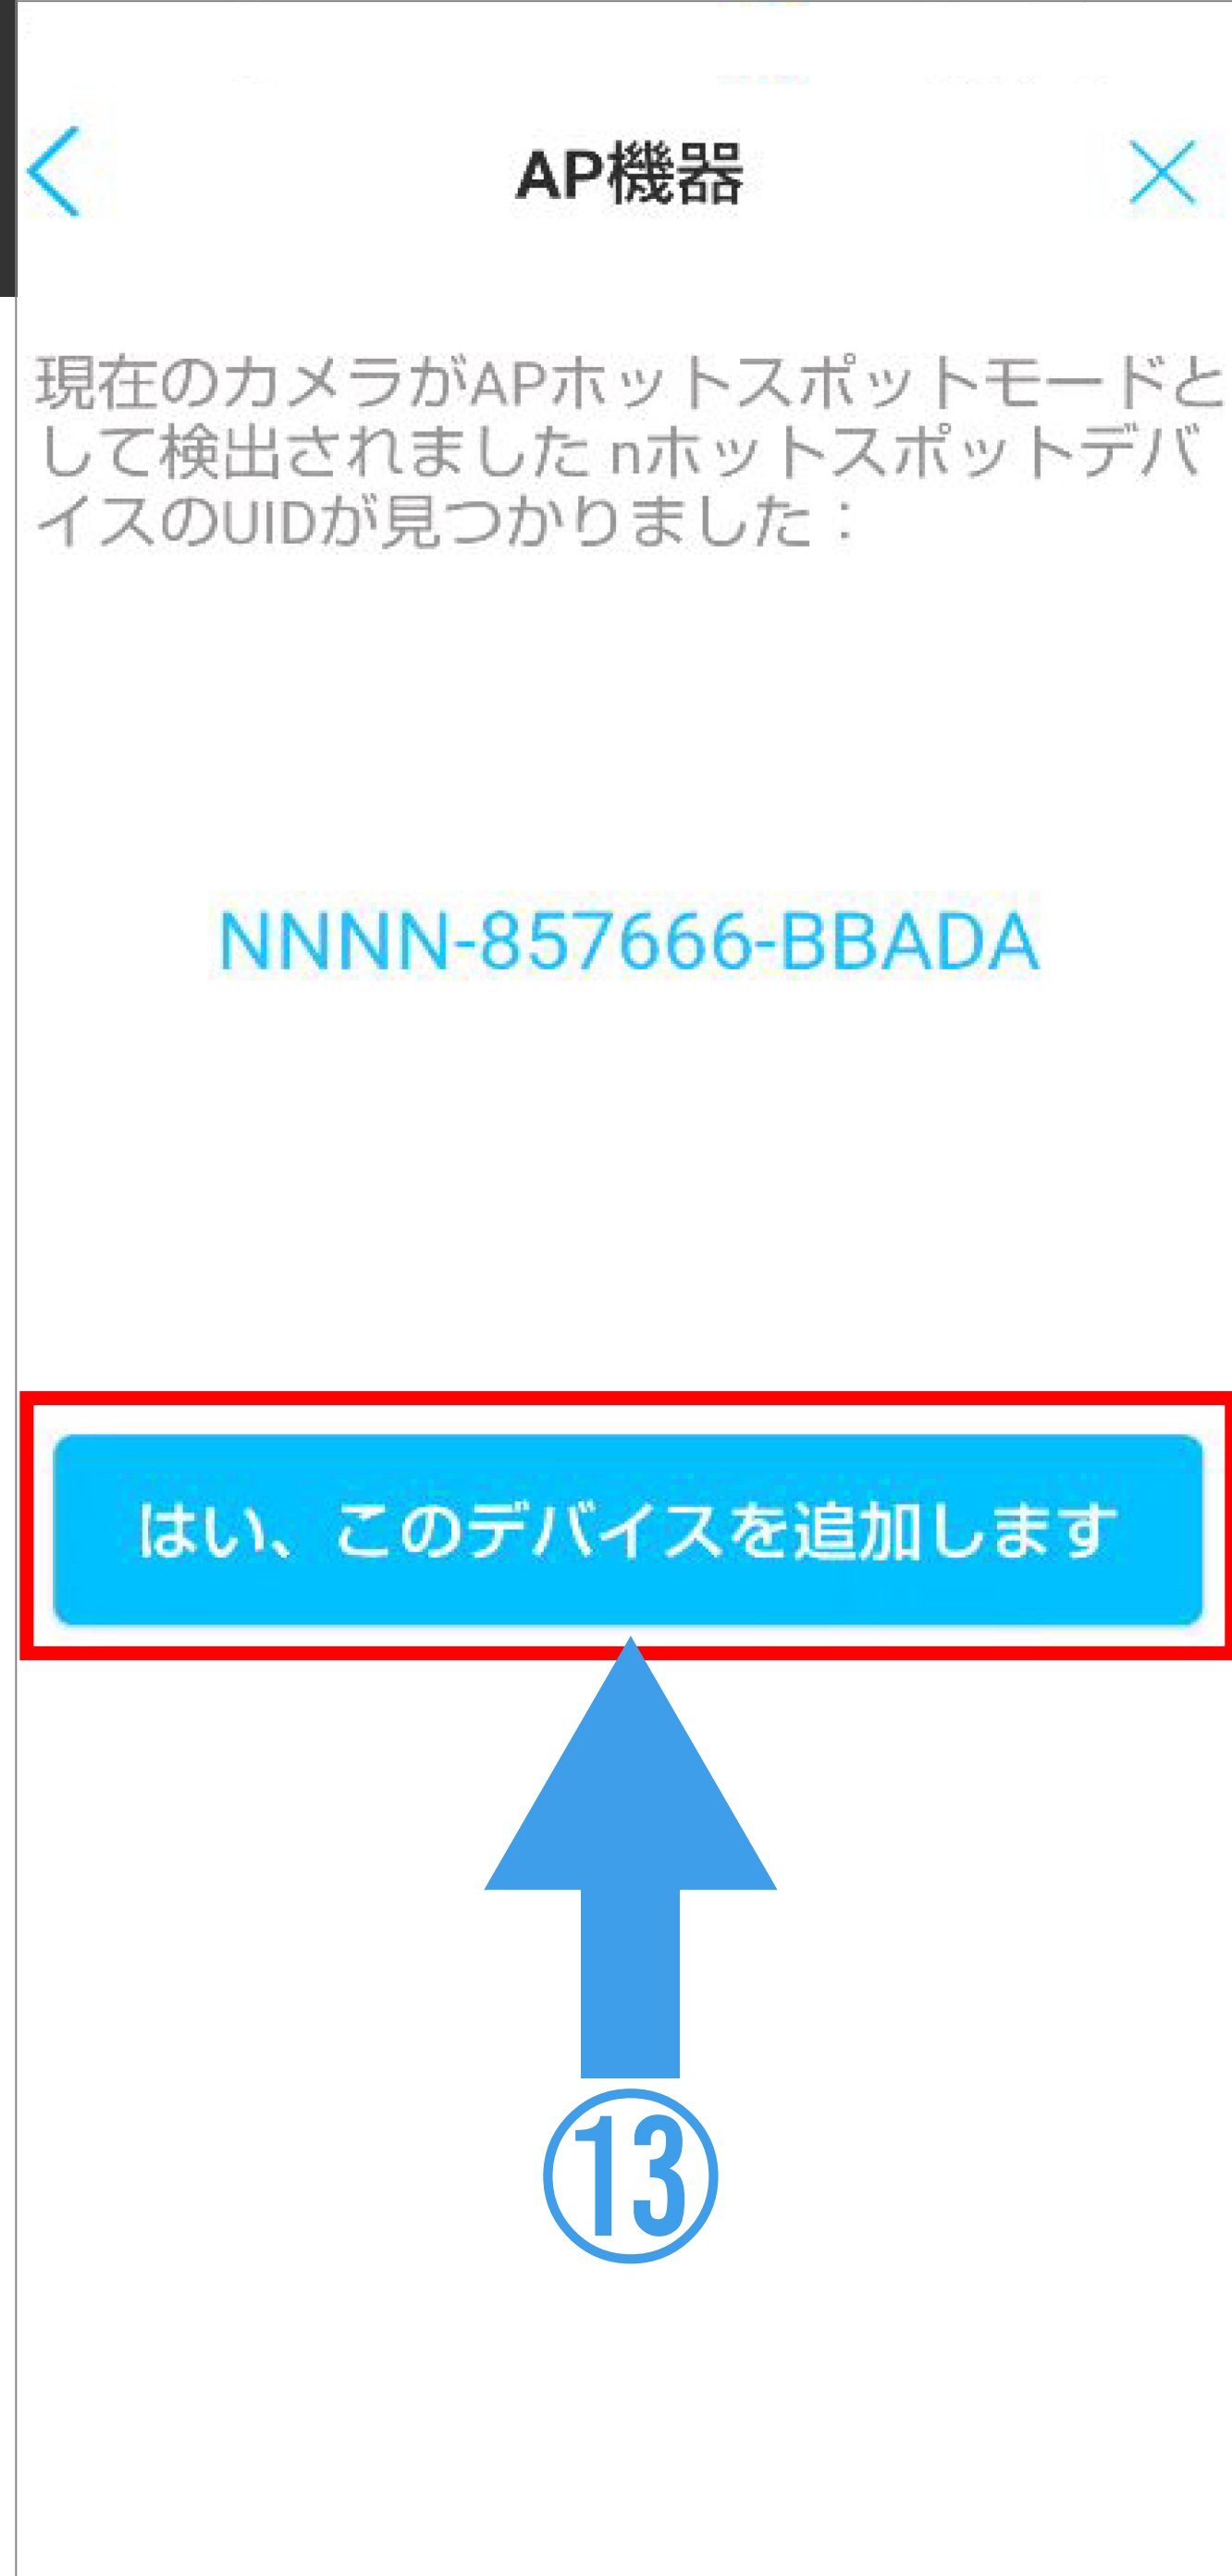 AP機器
現在のカメラがAPホットスポットモードと
して検出されました nホットスポットデバ
イスのUIDが見つかりました：
NNNN-857666-BBADA
はい、このデバイスを追加します
⑬